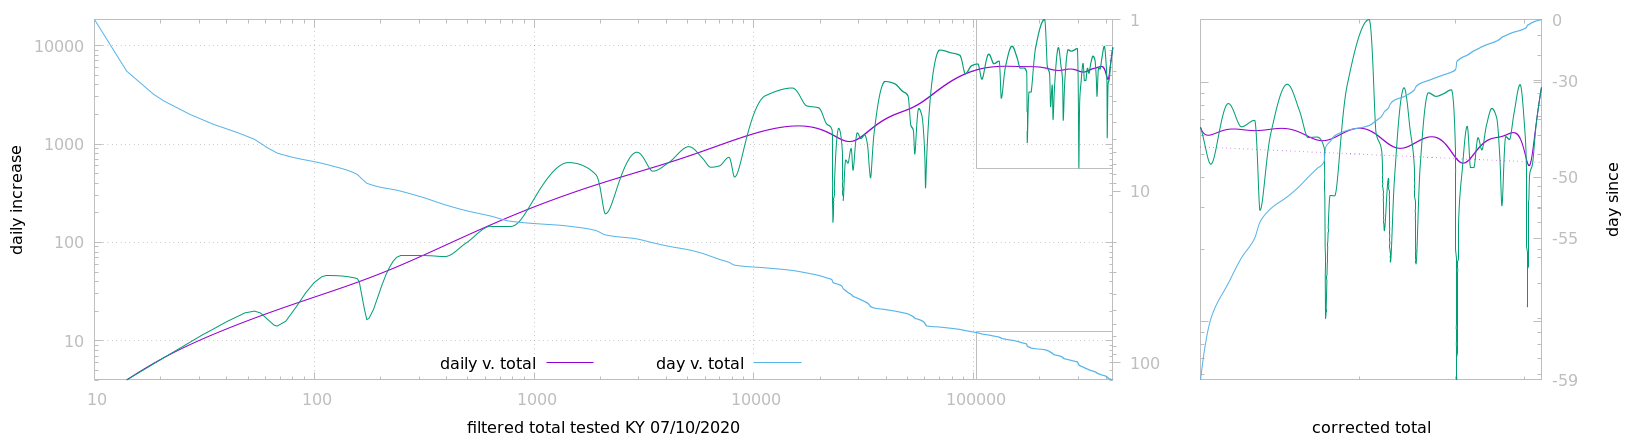 daily increase
10000
1000
100
10
10
100
1000
10000
100000
filtered total tested KY 07/10/2020
daily v. total
day v. total
1
10
100
0
-30
-50
-55
-59
day since
corrected total